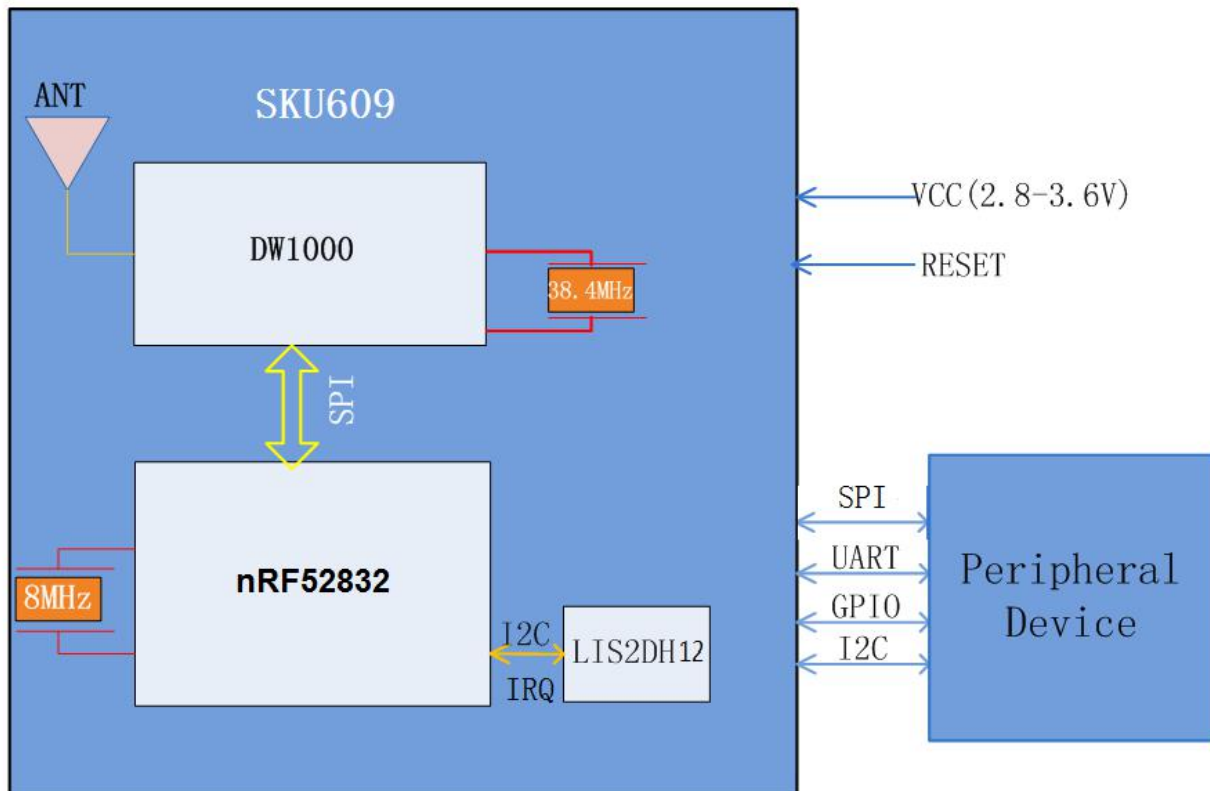 ANT
SKU609
VCC(2.8-3.6V)
DW1000
RESET
38.4MHz
SPI
SPI
UART
Peripheral
nRF52832
8MHz
GPIO
Device
I2C
LIS2DH12
I2C
IRQ